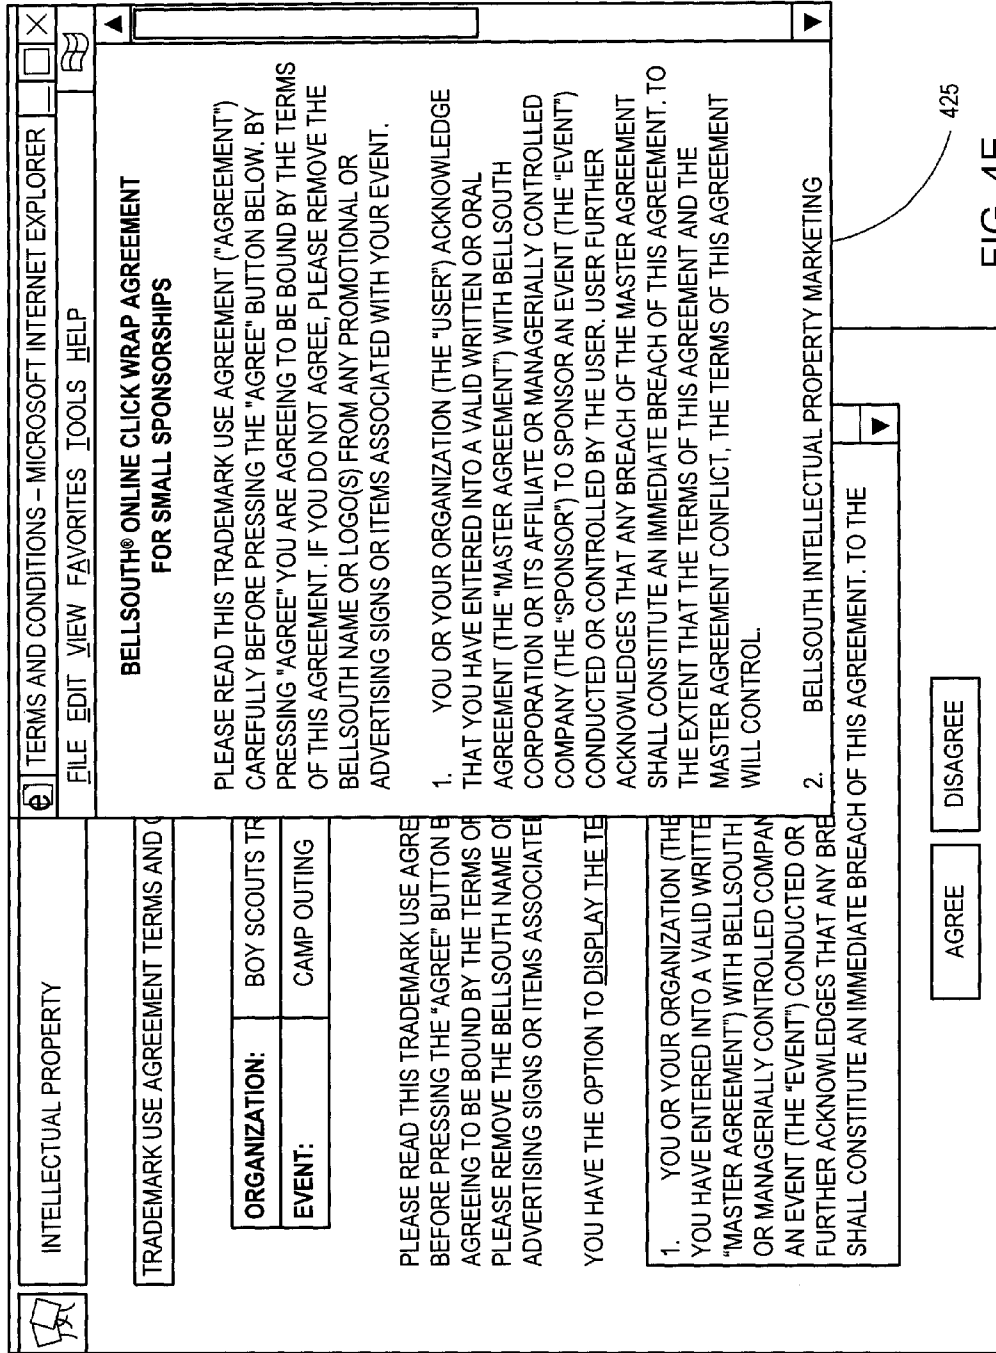 INTELLECTUAL PROPERTY
TRADEMARK USE AGREEMENT TERMS AND
ORGANIZATION: BOY SCOUTS TR
EVENT: CAMP OUTING
PLEASE READ THIS TRADEMARK USE AGRE
BEFORE PRESSING THE "AGREE" BUTTON B
AGREEING TO BE BOUND BY THE TERMS OF
PLEASE REMOVE THE BELLSOUTH NAME OR
ADVERTISING SIGNS OR ITEMS ASSOCIATED
YOU HAVE THE OPTION TO DISPLAY THE TE
1. YOU OR YOUR ORGANIZATION (THE
YOU HAVE ENTERED INTO A VALID WRITTE
"MASTER AGREEMENT") WITH BELLSOUTH
OR MANAGERIALLY CONTROLLED COMPAN
AN EVENT (THE "EVENT") CONDUCTED OR
FURTHER ACKNOWLEDGES THAT ANY BRE
SHALL CONSTITUTE AN IMMEDIATE BREACH OF THIS AGREEMENT. TO THE
AGREE DISAGREE
e TERMS AND CONDITIONS – MICROSOFT INTERNET EXPLORER
FILE EDIT VIEW FAVORITES TOOLS HELP
BELLSOUTH® ONLINE CLICK WRAP AGREEMENT
FOR SMALL SPONSORSHIPS
PLEASE READ THIS TRADEMARK USE AGREEMENT ("AGREEMENT")
CAREFULLY BEFORE PRESSING THE "AGREE" BUTTON BELOW. BY
PRESSING "AGREE" YOU ARE AGREEING TO BE BOUND BY THE TERMS
OF THIS AGREEMENT. IF YOU DO NOT AGREE, PLEASE REMOVE THE
BELLSOUTH NAME OR LOGO(S) FROM ANY PROMOTIONAL OR
ADVERTISING SIGNS OR ITEMS ASSOCIATED WITH YOUR EVENT.
1. YOU OR YOUR ORGANIZATION (THE "USER") ACKNOWLEDGE
THAT YOU HAVE ENTERED INTO A VALID WRITTEN OR ORAL
AGREEMENT (THE "MASTER AGREEMENT") WITH BELLSOUTH
CORPORATION OR ITS AFFILIATE OR MANAGERIALLY CONTROLLED
COMPANY (THE "SPONSOR") TO SPONSOR AN EVENT (THE "EVENT")
CONDUCTED OR CONTROLLED BY THE USER. USER FURTHER
ACKNOWLEDGES THAT ANY BREACH OF THE MASTER AGREEMENT
SHALL CONSTITUTE AN IMMEDIATE BREACH OF THIS AGREEMENT. TO
THE EXTENT THAT THE TERMS OF THIS AGREEMENT AND THE
MASTER AGREEMENT CONFLICT, THE TERMS OF THIS AGREEMENT
WILL CONTROL.
2. BELLSOUTH INTELLECTUAL PROPERTY MARKETING
425